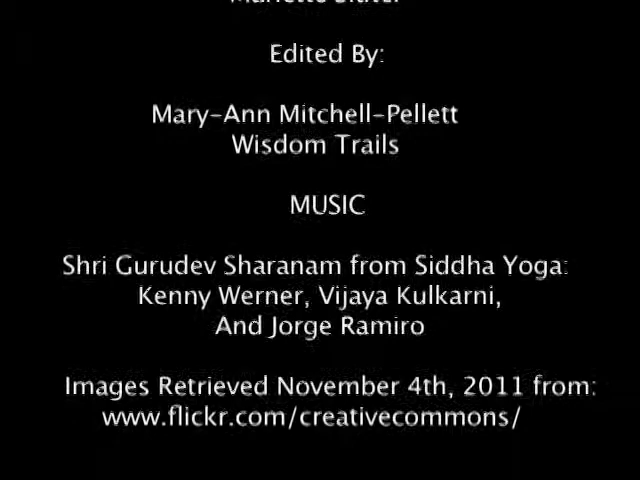 Edited By:
Mary-Ann Mitchell-Pellett
Wisdom Trails
MUSIC
Shri Gurudev Sharanam from Siddha Yoga:
Kenny Werner, Vijaya Kulkarni,
And Jorge Ramiro
Images Retrieved November 4th, 2011 from:
www.flickr.com/creativecommons/